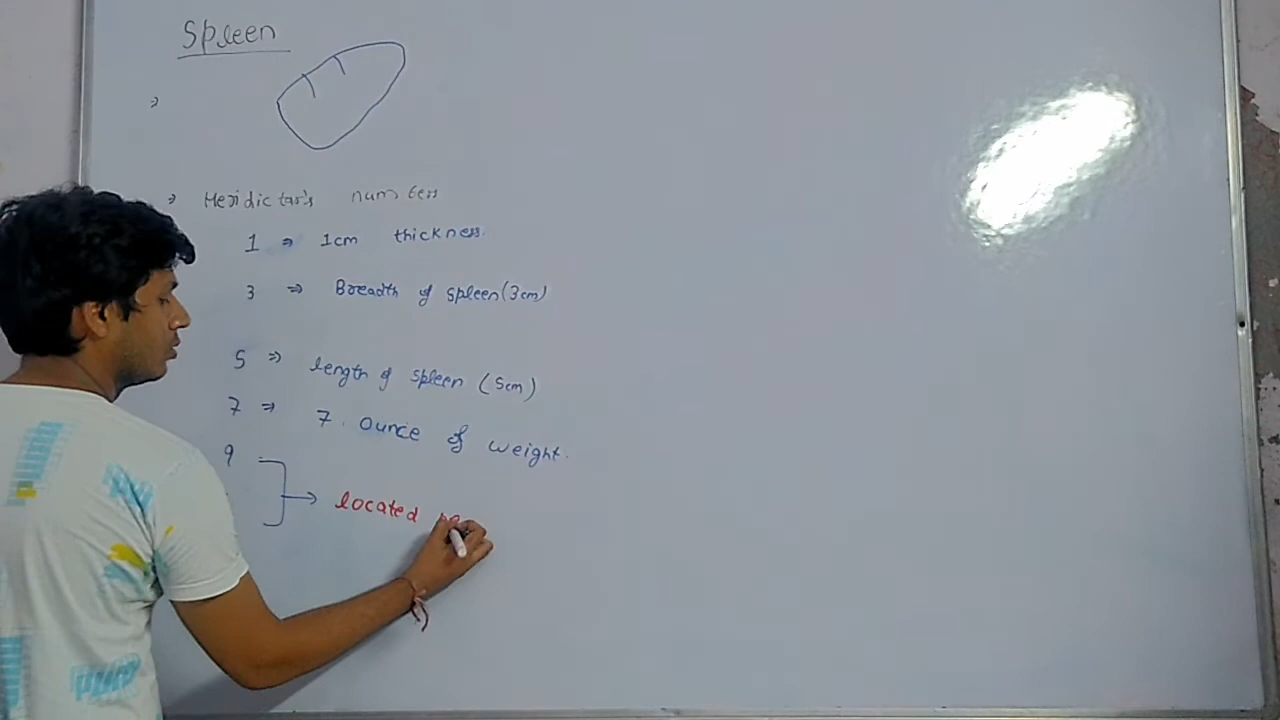 Spleen
⇒ Heridictar's numbers
1 ⇒ 1cm thickness.
3 ⇒ Breadth of spleen (3cm)
5 ⇒ length of spleen (5cm)
7 ⇒ 7. ounce of weight.
9
→ located